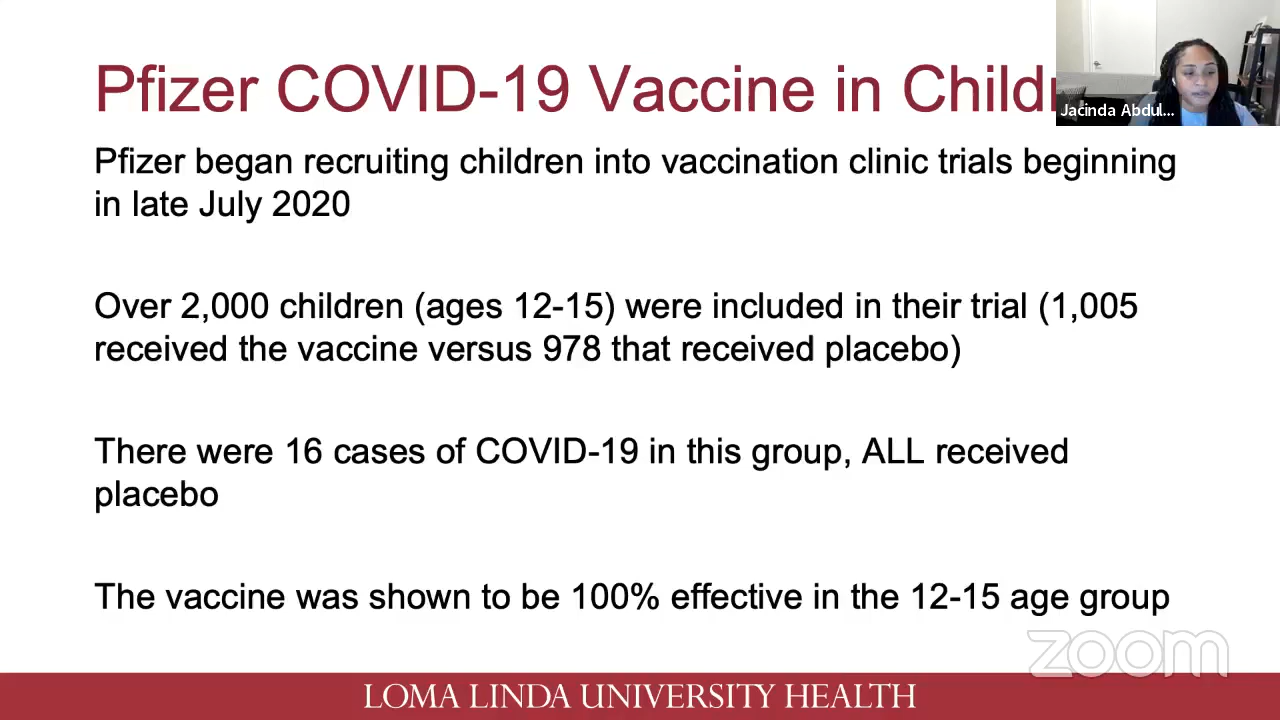 Pfizer COVID-19 Vaccine in Child
Jacinda Abdul...
Pfizer began recruiting children into vaccination clinic trials beginning
in late July 2020
Over 2,000 children (ages 12-15) were included in their trial (1,005
received the vaccine versus 978 that received placebo)
There were 16 cases of COVID-19 in this group, ALL received
placebo
The vaccine was shown to be 100% effective in the 12-15 age group
zoom
LOMA LINDA UNIVERSITY HEALTH